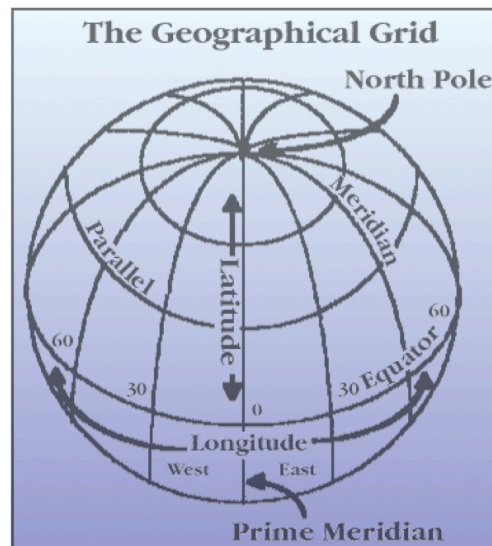 The Geographical Grid
North Pole
Meridian
Parallel
Latitude
60
60
30
30
Equator
0
Longitude
West
East
Prime Meridian